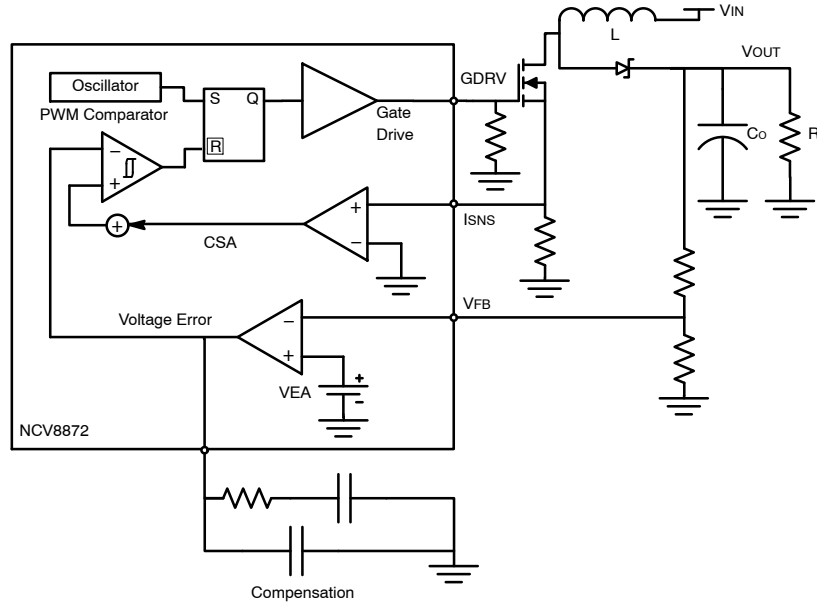 VIN
L
VOUT
Oscillator
GDRV
PWM Comparator
S
Q
Gate
Drive
CO
R
R
−
+
+
+
−
ISNS
CSA
VFB
Voltage Error
−
+
VEA
+
−
NCV8872
Compensation